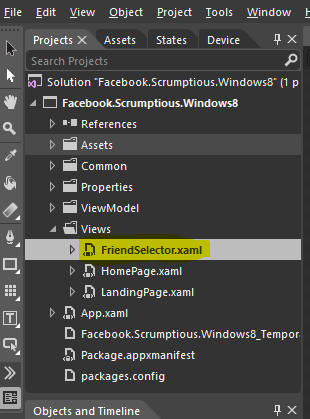 File Edit View Object Project Tools Window
Projects × Assets States Device
Search Projects
Solution "Facebook.Scrumptious.Windows8" (1 p
Facebook.Scrumptious.Windows8
References
Assets
Common
Properties
ViewModel
Views
FriendSelector.xaml
HomePage.xaml
LandingPage.xaml
App.xaml
Facebook.Scrumptious.Windows8_Tempora
Package.appxmanifest
packages.config
Objects and Timeline